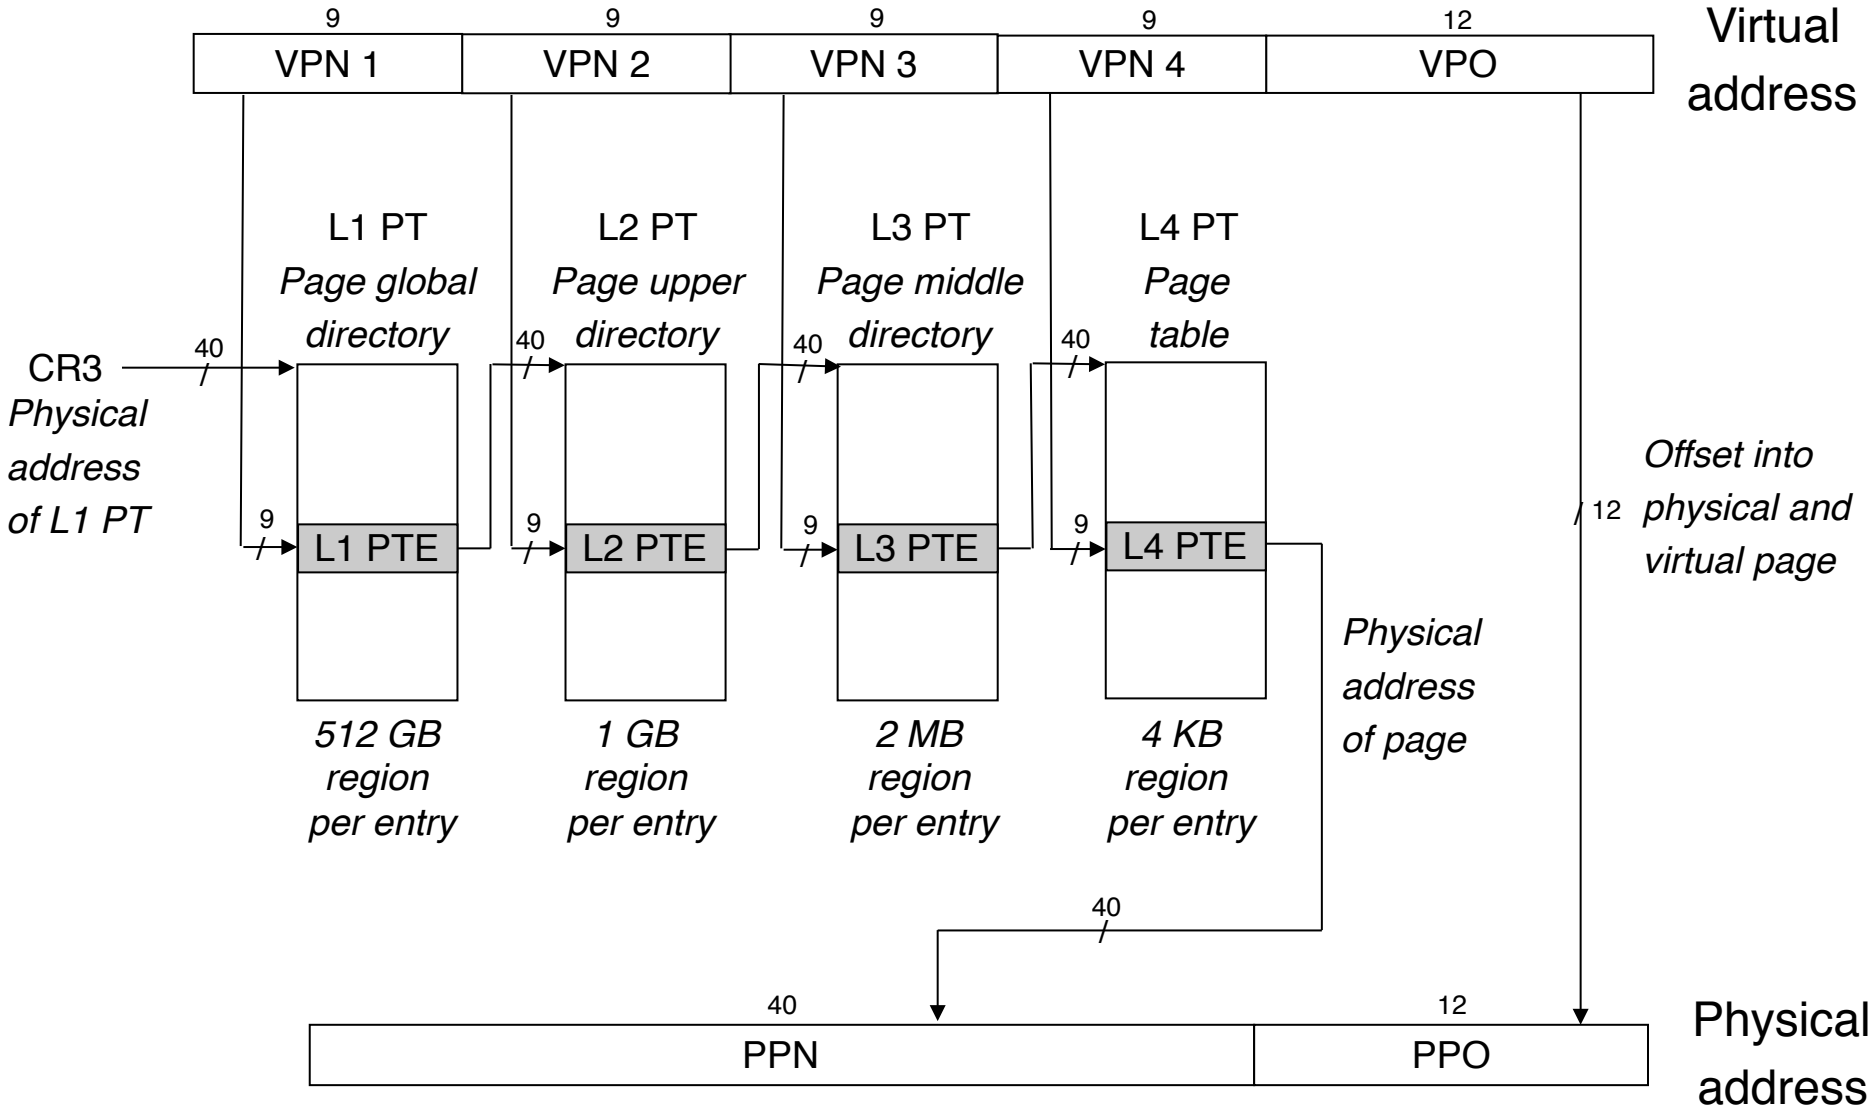 9 9 9 9 12
VPN 1 VPN 2 VPN 3 VPN 4 VPO
Virtual
address
L1 PT
Page global
directory
L2 PT
Page upper
directory
L3 PT
Page middle
directory
L4 PT
Page
table
CR3
Physical
address
of L1 PT
40 40 40 40
9 9 9 9
L1 PTE L2 PTE L3 PTE L4 PTE
12
Offset into
physical and
virtual page
512 GB
region
per entry
1 GB
region
per entry
2 MB
region
per entry
4 KB
region
per entry
Physical
address
of page
40
40 12
PPN PPO
Physical
address